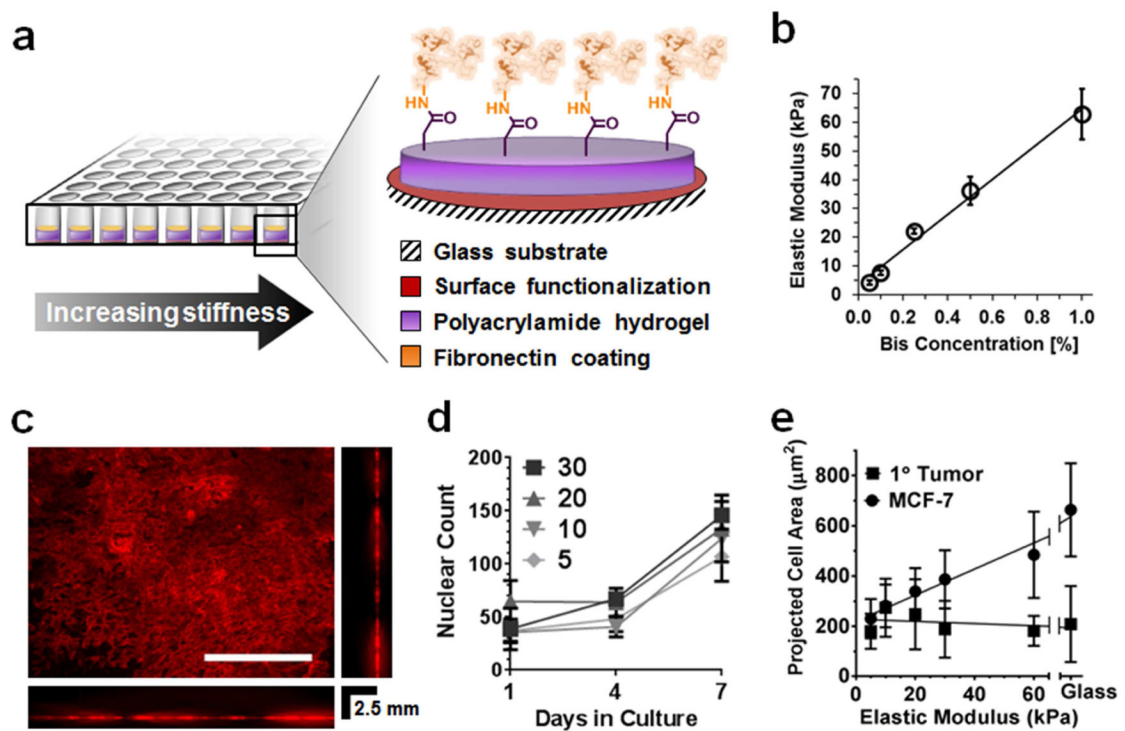 a
HN
O
HN
O
HN
O
HN
O
Increasing stiffness
Glass substrate
Surface functionalization
Polyacrylamide hydrogel
Fibronectin coating
b
Elastic Modulus (kPa)
70
60
50
40
30
20
10
0
0.0 0.2 0.4 0.6 0.8 1.0
Bis Concentration [%]
c
2.5 mm
d
Nuclear Count
200
150
100
50
0
30
20
10
5
1 4 7
Days in Culture
e
Projected Cell Area (µm²)
800
600
400
200
0
1° Tumor
MCF-7
0 20 40 60 Glass
Elastic Modulus (kPa)